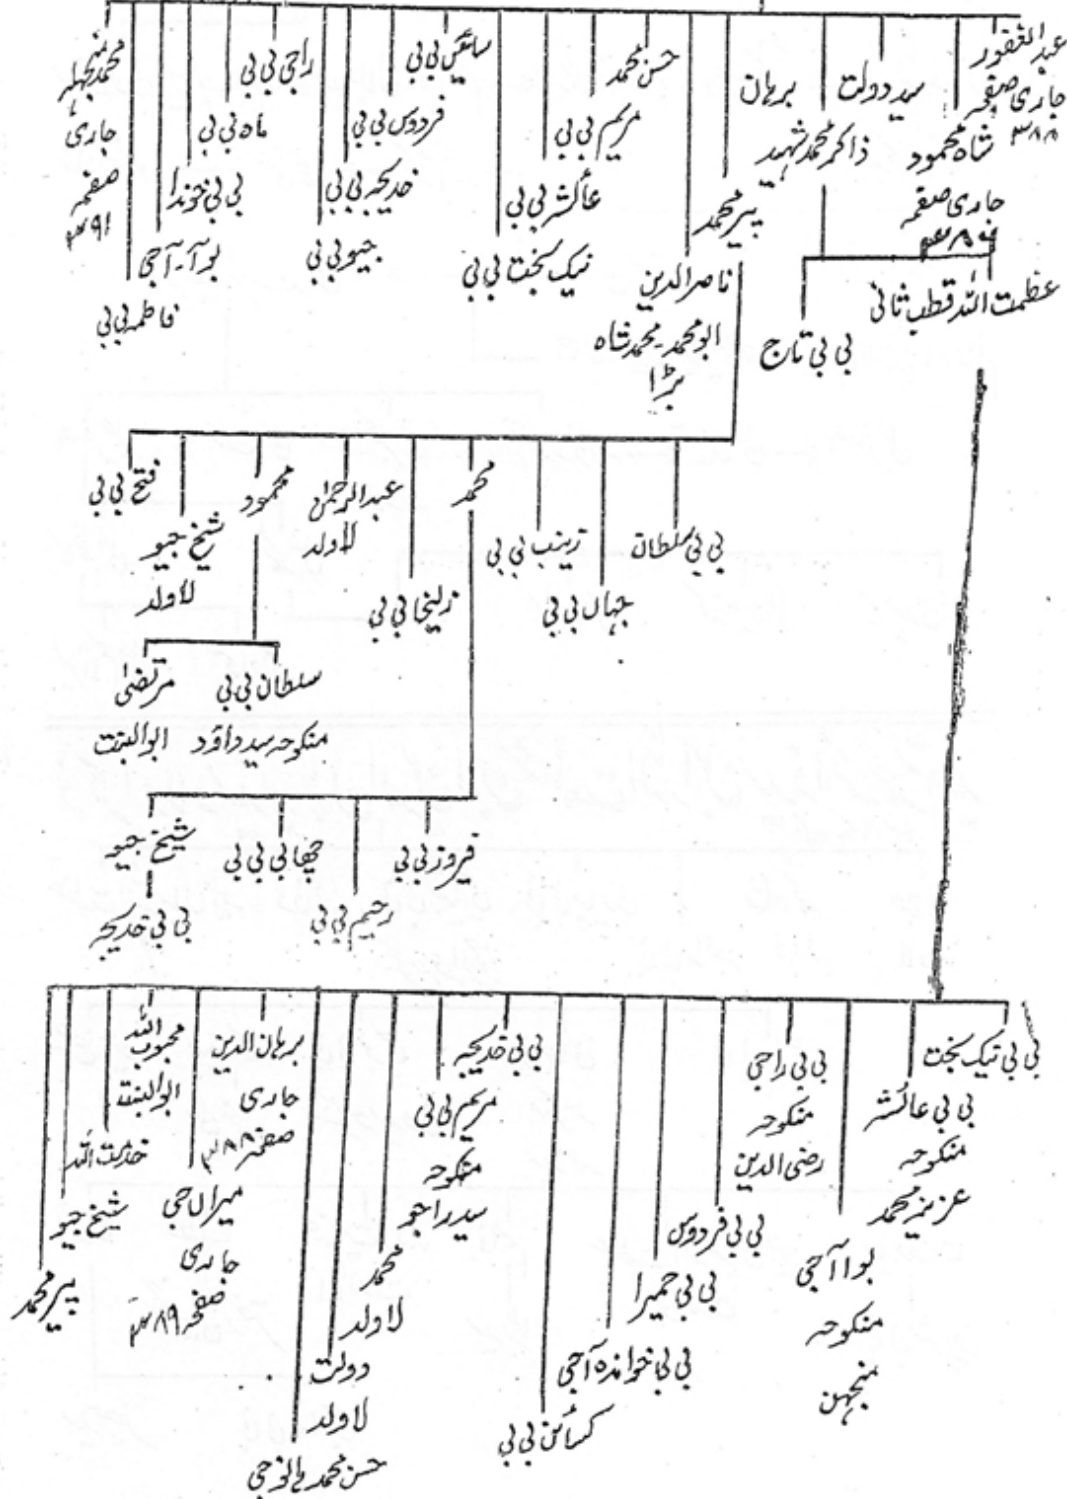 عبدالغفور
جاری صفحہ
۳۸۸
شاہ محمود
جاری صفحہ
سید دولت
ذاکر محمد شہید
برہان
پیر محمد
حسن محمد
ناصرالدین
ابو محمد۔ محمد شاہ
بڑا
مریم بی بی
عائشہ بی بی
نیک بخت بی بی
سائیں بی بی
فردوس بی بی
خدیجہ بی بی
جیو بی بی
راجی بی بی
ماہ بی بی
بی بی خوندا
بوآ۔ آجی
فاطمہ بی بی
جاری
صفحہ
۳۹۱
عظمت اللہ قطب ثانی
بی بی تاج
بی بی سلطان
جہاں بی بی
زینب بی بی
محمد
زلیخا بی بی
عبدالرحمٰن
لاولد
محمود
شیخ جیو
لاولد
فتح بی بی
سلطان بی بی
منکوحہ سید داؤد
مرتضیٰ
ابوالبنت
فیروز بی بی
رحیم بی بی
چھابی بی بی
شیخ جیو
بی بی خدیجہ
بی بی نیک بخت
بی بی عائشہ
منکوحہ
عزیز محمد
بوا آجی
منکوحہ
منجہن
بی بی راجی
منکوحہ
رضی الدین
بی بی فردوس
بی بی حمیرا
بی بی خوانده آجی
بی بی خدیجہ
مریم بی بی
منکوحہ
سید راجو
محمد
لاولد
دولت
لاولد
حسن محمد
برہان الدین
جاری
صفحہ ۳۸۸
میراں جی
جاری
صفحہ ۳۸۹
محبوب اللہ
ابوالبنت
خدمت اللہ
شیخ جیو
پیر محمد